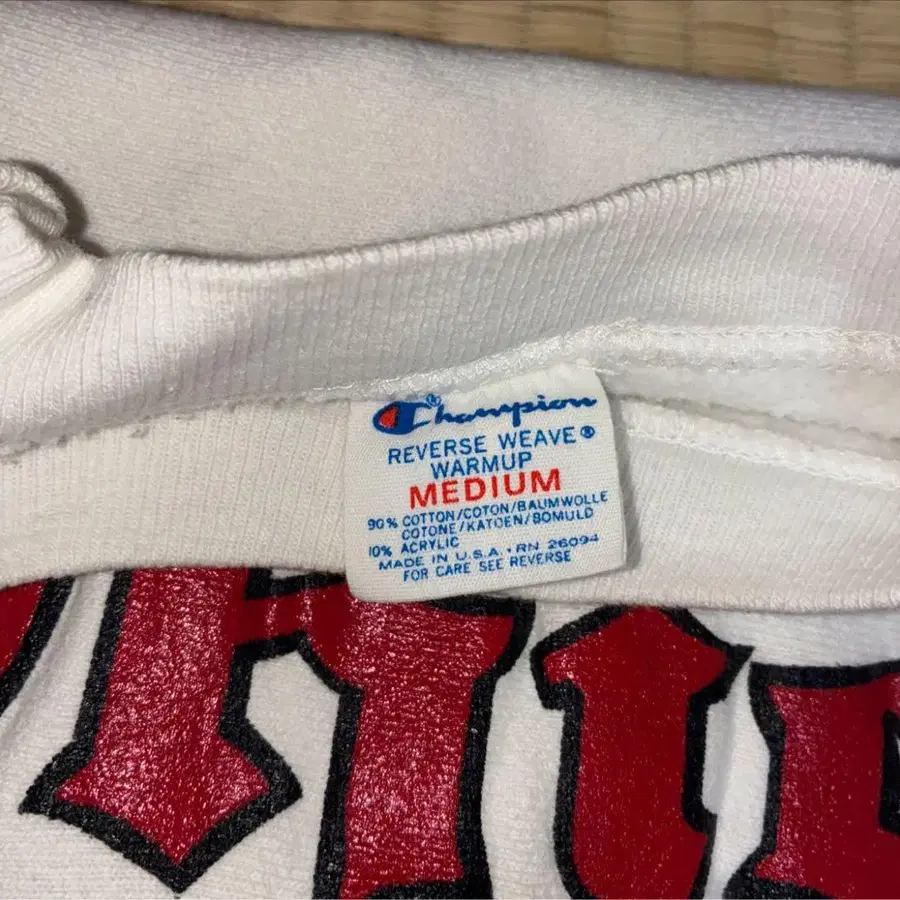 Champion®
REVERSE WEAVE®
WARMUP
MEDIUM
90% COTTON/COTON/BAUMWOLLE
COTONE/KATOEN/BOMULD
10% ACRYLIC
MADE IN U.S.A. • RN 26094
FOR CARE SEE REVERSE